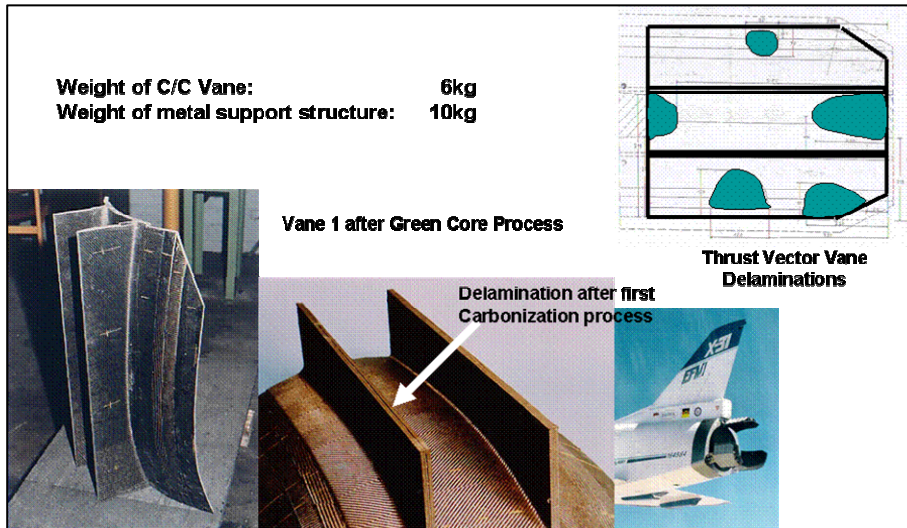 Weight of C/C Vane: 6kg
Weight of metal support structure: 10kg
Vane 1 after Green Core Process
Thrust Vector Vane
Delaminations
Delamination after first
Carbonization process
X-31
EFM